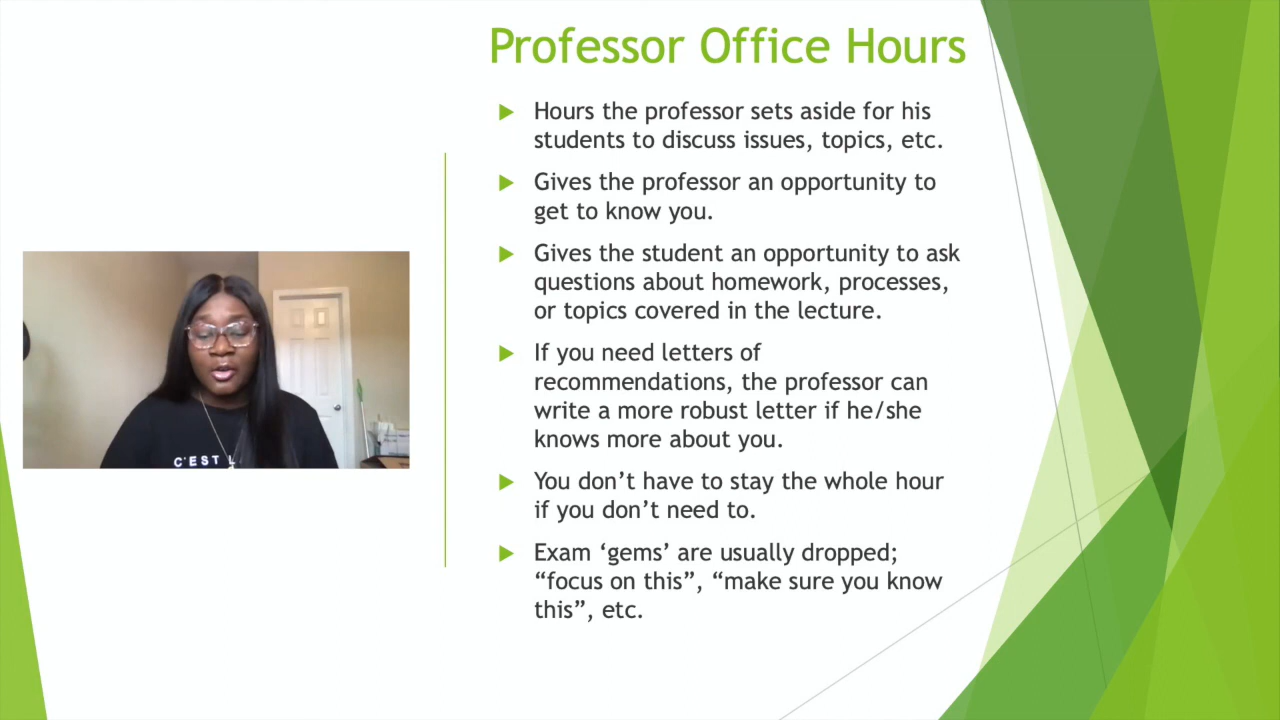 Professor Office Hours
Hours the professor sets aside for his
students to discuss issues, topics, etc.
Gives the professor an opportunity to
get to know you.
Gives the student an opportunity to ask
questions about homework, processes,
or topics covered in the lecture.
If you need letters of
recommendations, the professor can
write a more robust letter if he/she
knows more about you.
You don’t have to stay the whole hour
if you don’t need to.
Exam ‘gems’ are usually dropped;
“focus on this”, “make sure you know
this”, etc.
C'EST L